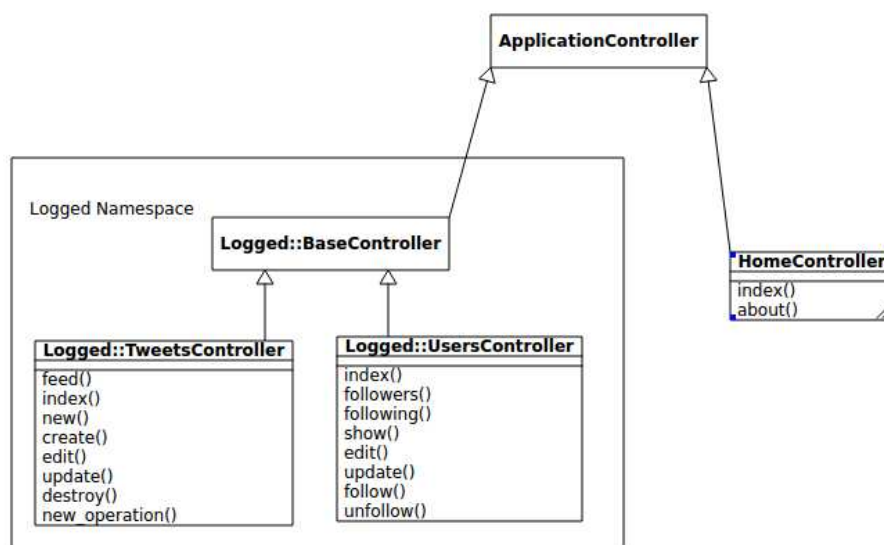 ApplicationController
Logged Namespace
Logged::BaseController
HomeController
index()
about()
Logged::TweetsController
feed()
index()
new()
create()
edit()
update()
destroy()
new_operation()
Logged::UsersController
index()
followers()
following()
show()
edit()
update()
follow()
unfollow()